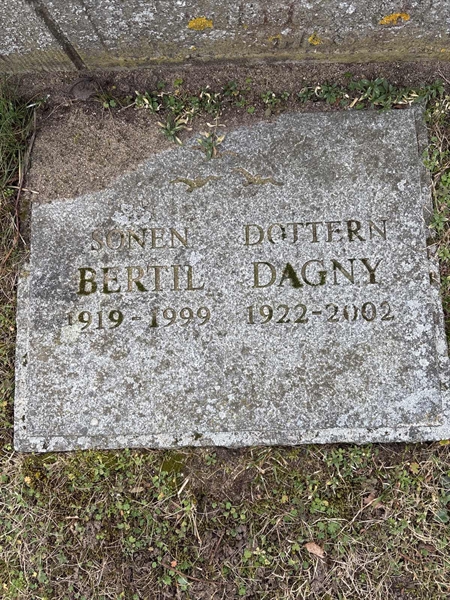 SONEN DOTTERN
BERTIL DAGNY
1919-1999 1922-2002